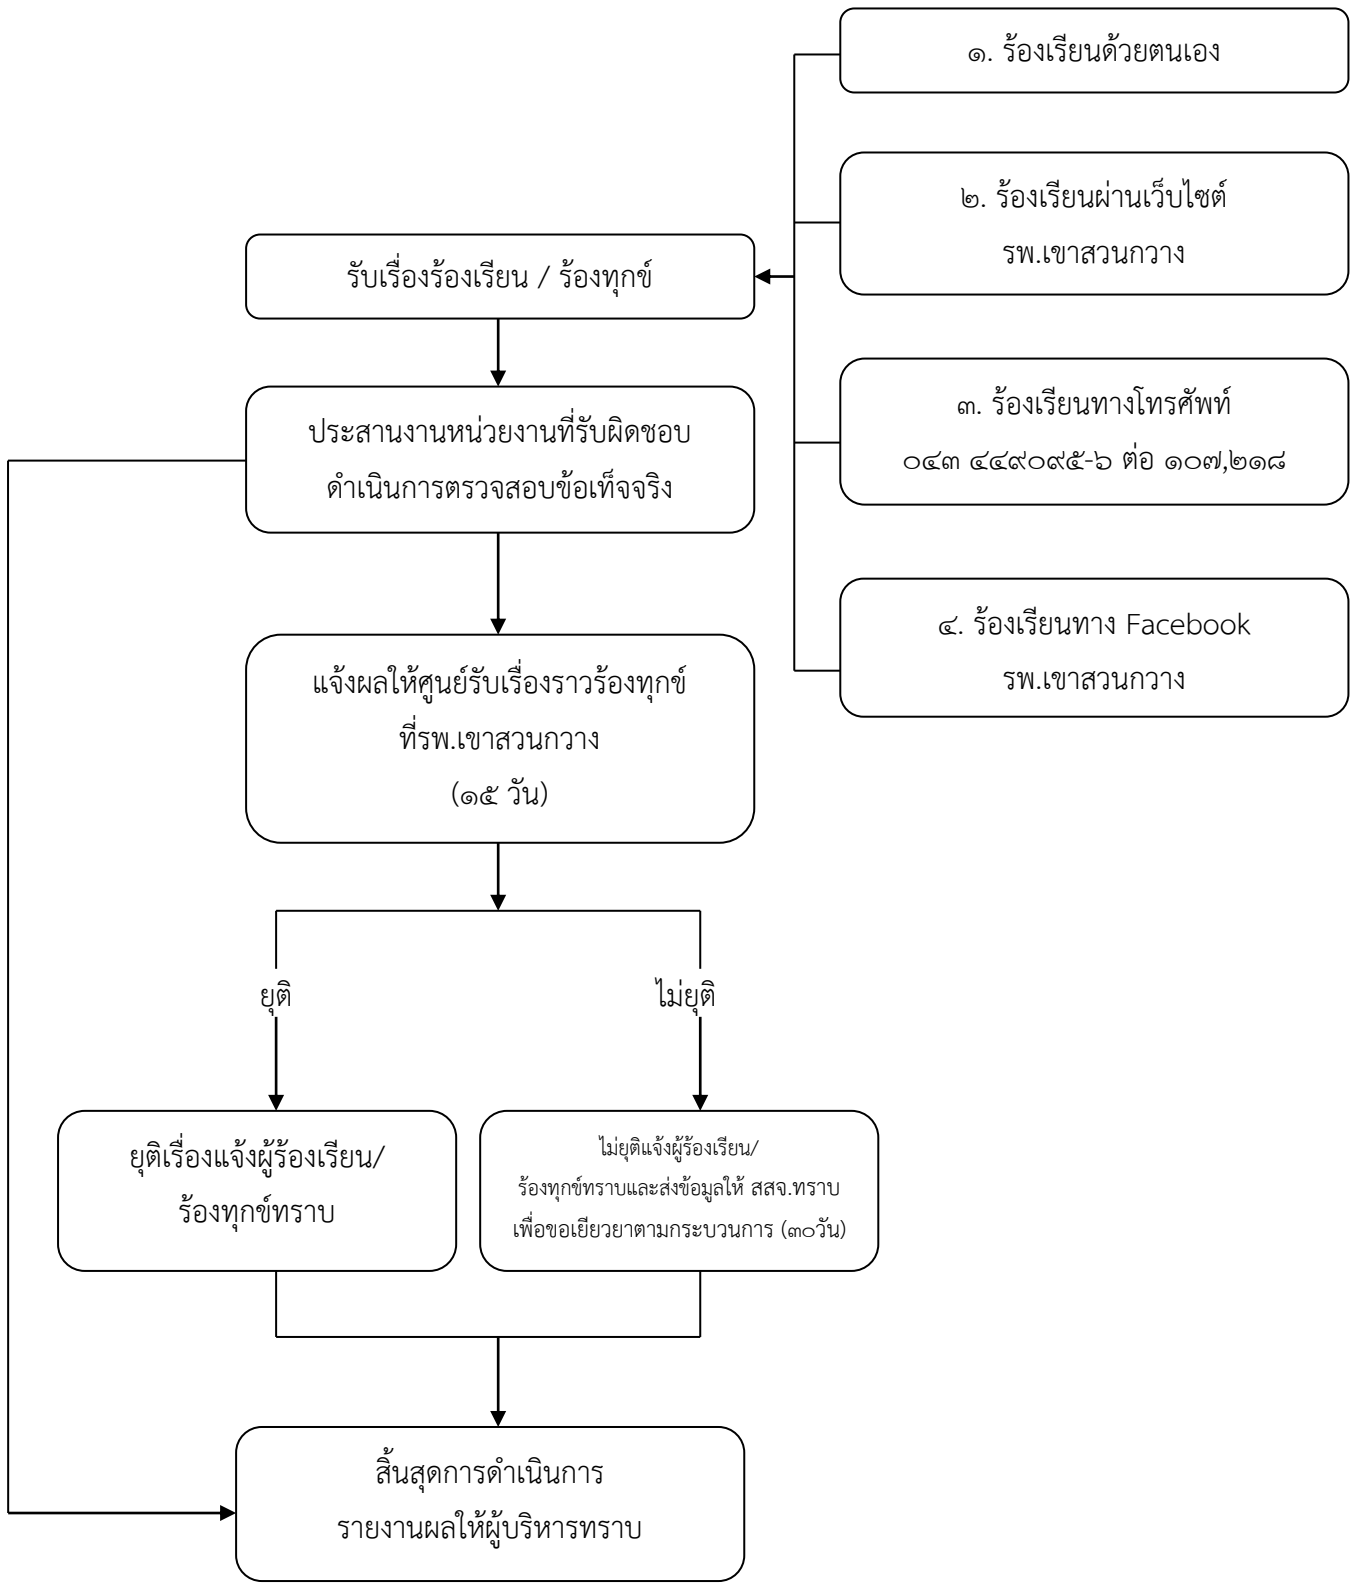 ๑. ร้องเรียนด้วยตนเอง
๒. ร้องเรียนผ่านเว็บไซต์
รพ.เขาสวนกวาง
รับเรื่องร้องเรียน / ร้องทุกข์
๓. ร้องเรียนทางโทรศัพท์
๐๔๓ ๔๔๙๐๙๕-๖ ต่อ ๑๐๗,๒๑๘
ประสานงานหน่วยงานที่รับผิดชอบ
ดำเนินการตรวจสอบข้อเท็จจริง
๔. ร้องเรียนทาง Facebook
รพ.เขาสวนกวาง
แจ้งผลให้ศูนย์รับเรื่องราวร้องทุกข์
ที่รพ.เขาสวนกวาง
(๑๕ วัน)
ยุติ
ไม่ยุติ
ยุติเรื่องแจ้งผู้ร้องเรียน/
ร้องทุกข์ทราบ
ไม่ยุติแจ้งผู้ร้องเรียน/
ร้องทุกข์ทราบและส่งข้อมูลให้ สสจ.ทราบ
เพื่อขอเยียวยาตามกระบวนการ (๓๐วัน)
สิ้นสุดการดำเนินการ
รายงานผลให้ผู้บริหารทราบ